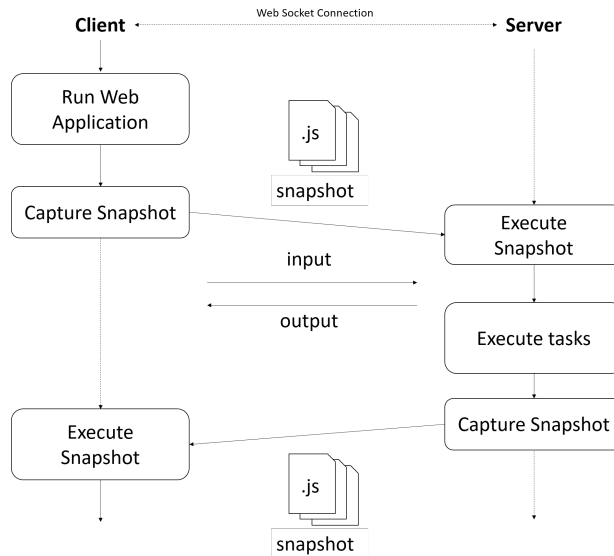 Client
Web Socket Connection
Server
Run Web
Application
.js
snapshot
Capture Snapshot
Execute
Snapshot
input
output
Execute tasks
Execute
Snapshot
Capture Snapshot
.js
snapshot